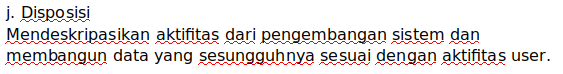 j. Disposisi
Mendeskripasikan aktifitas dari pengembangan sistem dan
membangun data yang sesungguhnya sesuai dengan aktifitas user.